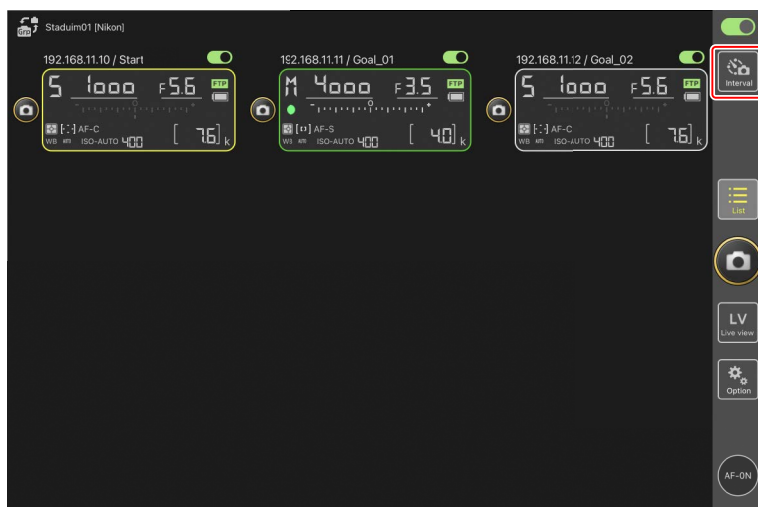 Grp
Staduim01 [Nikon]
192.168.11.10 / Start
S 1000 F5.6 FTP
AF-C
WB ISO-AUTO 400 [ 7.6] k
192.168.11.11 / Goal_01
M 4000 F3.5 FTP
AF-S
ISO-AUTO 400 [ 4.0] k
192.168.11.12 / Goal_02
S 1000 F5.6 FTP
AF-C
WB ISO-AUTO 400 [ 7.6] k
Interval
List
LV
Live view
Option
AF-ON